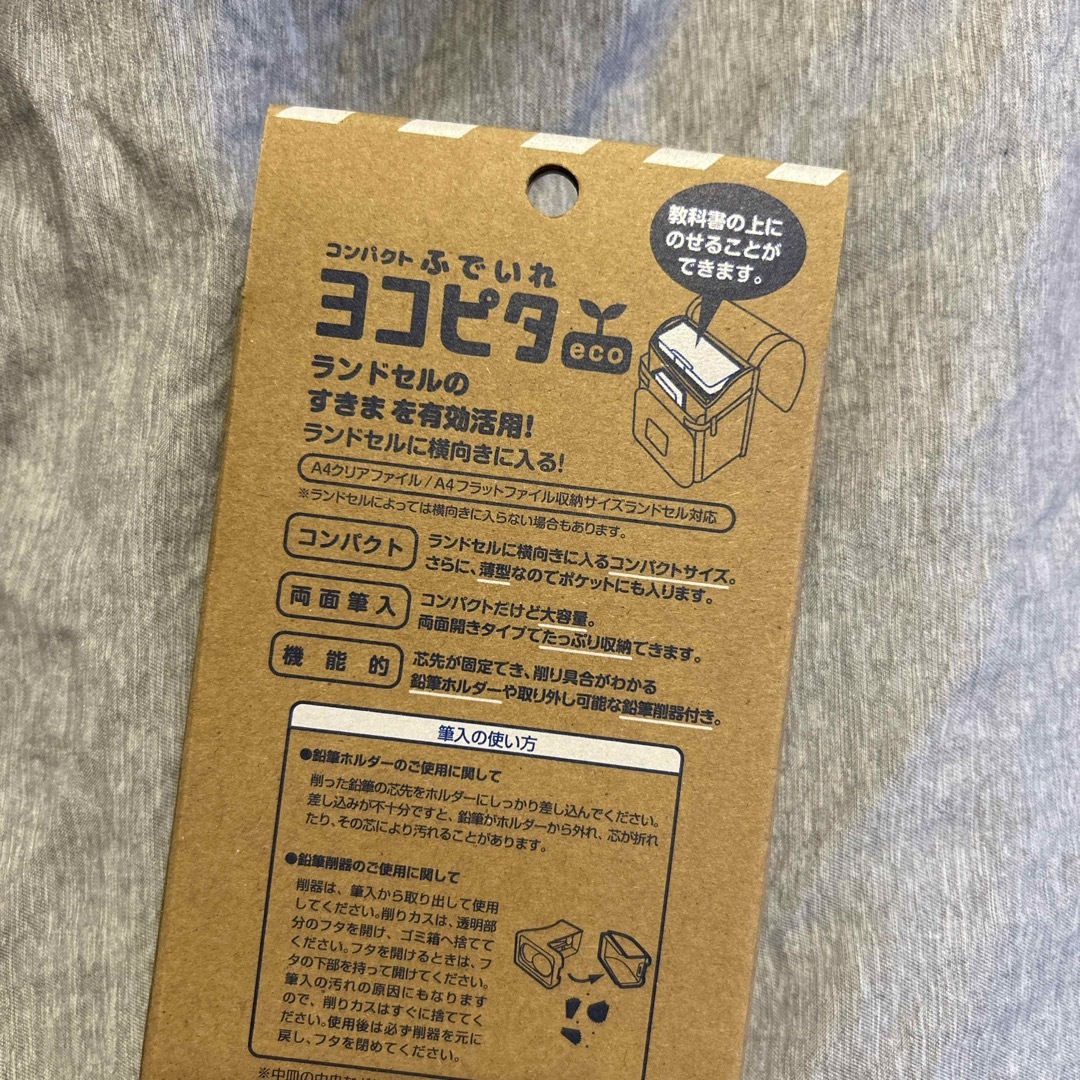 教科書の上に
のせることが
できます。
コンパクト ふでいれ
ヨコピタ eco
ランドセルの
すきまを有効活用!
ランドセルに横向きに入る!
A4クリアファイル/A4フラットファイル収納サイズランドセル対応
※ランドセルによっては横向きに入らない場合もあります。
コンパクト
ランドセルに横向きに入るコンパクトサイズ。
さらに、薄型なのでポケットにも入ります。
両面筆入
コンパクトだけど大容量。
両面開きタイプでたっぷり収納できます。
機能的
芯先が固定でき、削り具合がわかる
鉛筆ホルダーや取り外し可能な鉛筆削器付き。
筆入の使い方
●鉛筆ホルダーのご使用に関して
削った鉛筆の芯先をホルダーにしっかり差し込んでください。
差し込みが不十分ですと、鉛筆がホルダーから外れ、芯が折れ
たり、その芯により汚れることがあります。
●鉛筆削器のご使用に関して
削器は、筆入から取り出して使用
してください。削りカスは、透明部
分のフタを開け、ゴミ箱へ捨てて
ください。フタを開けるときは、フ
タの下部を持って開けてください。
筆入の汚れの原因にもなります
ので、削りカスはすぐに捨ててく
ださい。使用後は必ず削器を元に
戻し、フタを閉めてください。